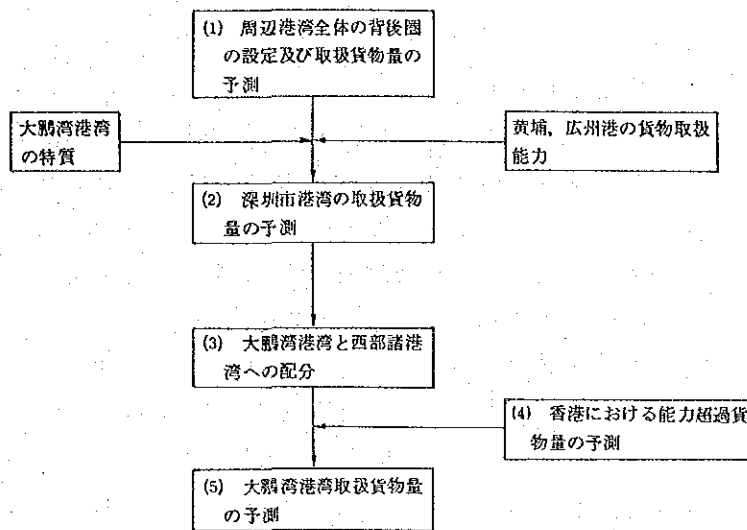 (1) 周辺港湾全体の背後圏
の設定及び取扱貨物量の
予測
大鵬湾港湾
の特質
黄埔、広州港の貨物取扱
能力
(2) 深圳市港湾の取扱貨物
量の予測
(3) 大鵬湾港湾と西部諸港
湾への配分
(4) 香港における能力超過貨
物量の予測
(5) 大鵬湾港湾取扱貨物量
の予測